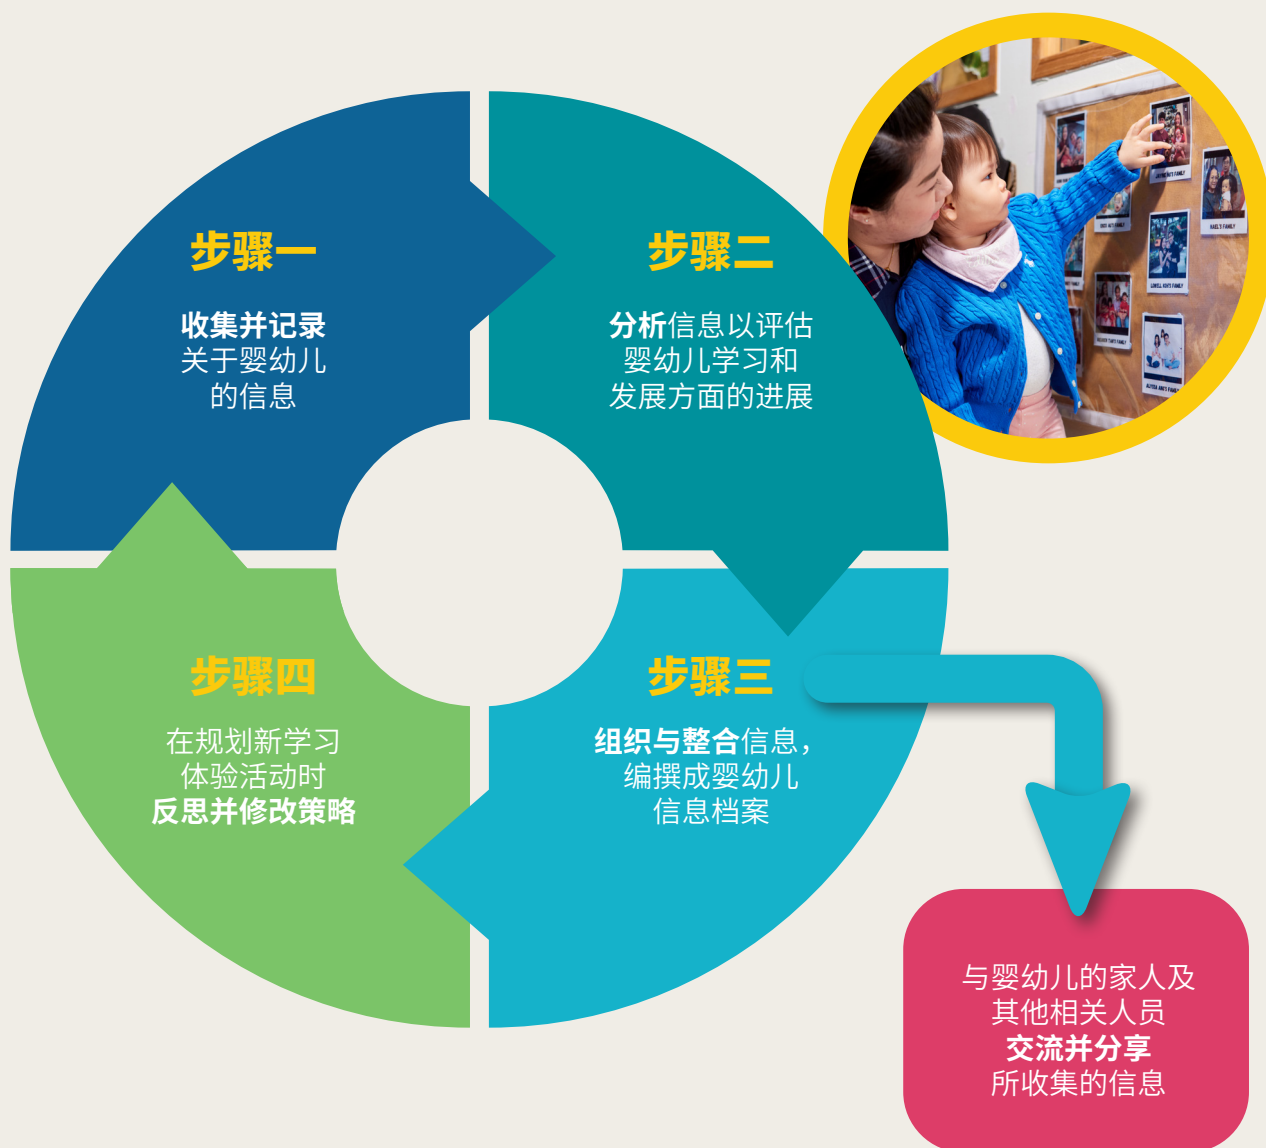 步骤一
收集并记录
关于婴幼儿
的信息
步骤二
分析信息以评估
婴幼儿学习和
发展方面的进展
步骤三
组织与整合信息，
编撰成婴幼儿
信息档案
步骤四
在规划新学习
体验活动时
反思并修改策略
与婴幼儿的家人及
其他相关人员
交流并分享
所收集的信息